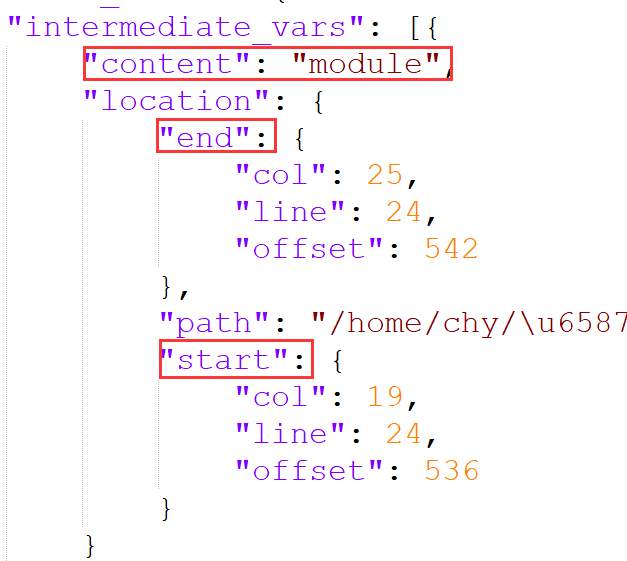 "intermediate_vars": [{
"content": "module",
"location": {
"end": {
"col": 25,
"line": 24,
"offset": 542
},
"path": "/home/chy/\u6587
"start": {
"col": 19,
"line": 24,
"offset": 536
}
}